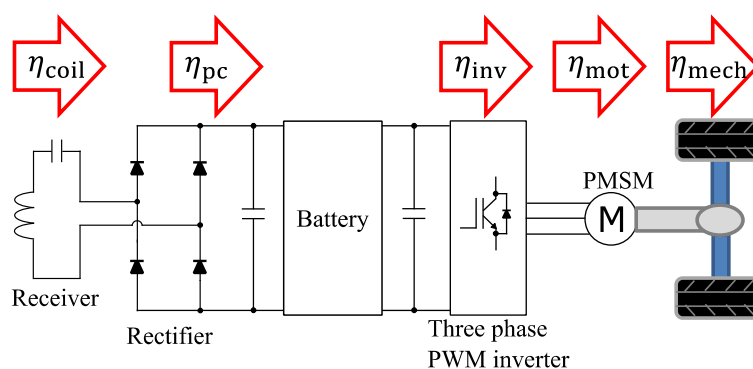 η_coil
η_pc
η_inv
η_mot
η_mech
PMSM
M
Battery
Receiver
Rectifier
Three phase
PWM inverter